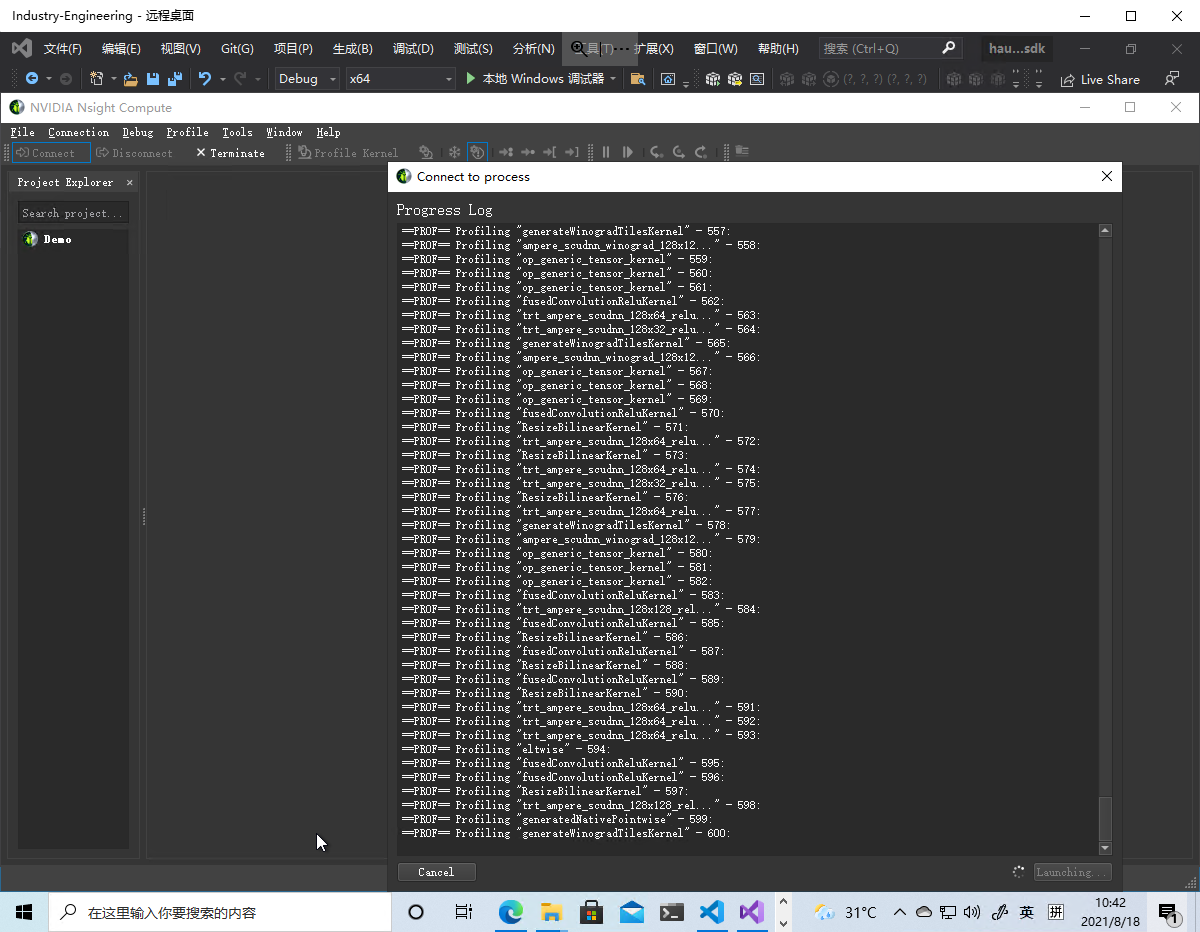 Industry-Engineering - 远程桌面
文件(F) 编辑(E) 视图(V) Git(G) 项目(P) 生成(B) 调试(D) 测试(S) 分析(N) 工具(T) 扩展(X) 窗口(W) 帮助(H) 搜索 (Ctrl+Q) hau...sdk
Debug x64 本地 Windows 调试器 (?, ?, ?) (?, ?, ?) Live Share
NVIDIA Nsight Compute
File Connection Debug Profile Tools Window Help
Connect Disconnect Terminate Profile Kernel
Project Explorer
Search project...
Demo
Connect to process
Progress Log
==PROF== Profiling "generateWinogradTilesKernel" - 557:
==PROF== Profiling "ampere_scudnn_winograd_128x12..." - 558:
==PROF== Profiling "op_generic_tensor_kernel" - 559:
==PROF== Profiling "op_generic_tensor_kernel" - 560:
==PROF== Profiling "op_generic_tensor_kernel" - 561:
==PROF== Profiling "fusedConvolutionReluKernel" - 562:
==PROF== Profiling "trt_ampere_scudnn_128x64_relu..." - 563:
==PROF== Profiling "trt_ampere_scudnn_128x32_relu..." - 564:
==PROF== Profiling "generateWinogradTilesKernel" - 565:
==PROF== Profiling "ampere_scudnn_winograd_128x12..." - 566:
==PROF== Profiling "op_generic_tensor_kernel" - 567:
==PROF== Profiling "op_generic_tensor_kernel" - 568:
==PROF== Profiling "op_generic_tensor_kernel" - 569:
==PROF== Profiling "fusedConvolutionReluKernel" - 570:
==PROF== Profiling "ResizeBilinearKernel" - 571:
==PROF== Profiling "trt_ampere_scudnn_128x64_relu..." - 572:
==PROF== Profiling "ResizeBilinearKernel" - 573:
==PROF== Profiling "trt_ampere_scudnn_128x64_relu..." - 574:
==PROF== Profiling "trt_ampere_scudnn_128x32_relu..." - 575:
==PROF== Profiling "ResizeBilinearKernel" - 576:
==PROF== Profiling "trt_ampere_scudnn_128x64_relu..." - 577:
==PROF== Profiling "generateWinogradTilesKernel" - 578:
==PROF== Profiling "ampere_scudnn_winograd_128x12..." - 579:
==PROF== Profiling "op_generic_tensor_kernel" - 580:
==PROF== Profiling "op_generic_tensor_kernel" - 581:
==PROF== Profiling "op_generic_tensor_kernel" - 582:
==PROF== Profiling "fusedConvolutionReluKernel" - 583:
==PROF== Profiling "trt_ampere_scudnn_128x128_rel..." - 584:
==PROF== Profiling "fusedConvolutionReluKernel" - 585:
==PROF== Profiling "ResizeBilinearKernel" - 586:
==PROF== Profiling "fusedConvolutionReluKernel" - 587:
==PROF== Profiling "ResizeBilinearKernel" - 588:
==PROF== Profiling "fusedConvolutionReluKernel" - 589:
==PROF== Profiling "ResizeBilinearKernel" - 590:
==PROF== Profiling "trt_ampere_scudnn_128x64_relu..." - 591:
==PROF== Profiling "trt_ampere_scudnn_128x64_relu..." - 592:
==PROF== Profiling "trt_ampere_scudnn_128x64_relu..." - 593:
==PROF== Profiling "eltwise" - 594:
==PROF== Profiling "fusedConvolutionReluKernel" - 595:
==PROF== Profiling "fusedConvolutionReluKernel" - 596:
==PROF== Profiling "ResizeBilinearKernel" - 597:
==PROF== Profiling "trt_ampere_scudnn_128x128_rel..." - 598:
==PROF== Profiling "generatedNativePointwise" - 599:
==PROF== Profiling "generateWinogradTilesKernel" - 600:
Cancel Launching...
在这里输入你要搜索的内容 31°C 英 拼 10:42
2021/8/18 1